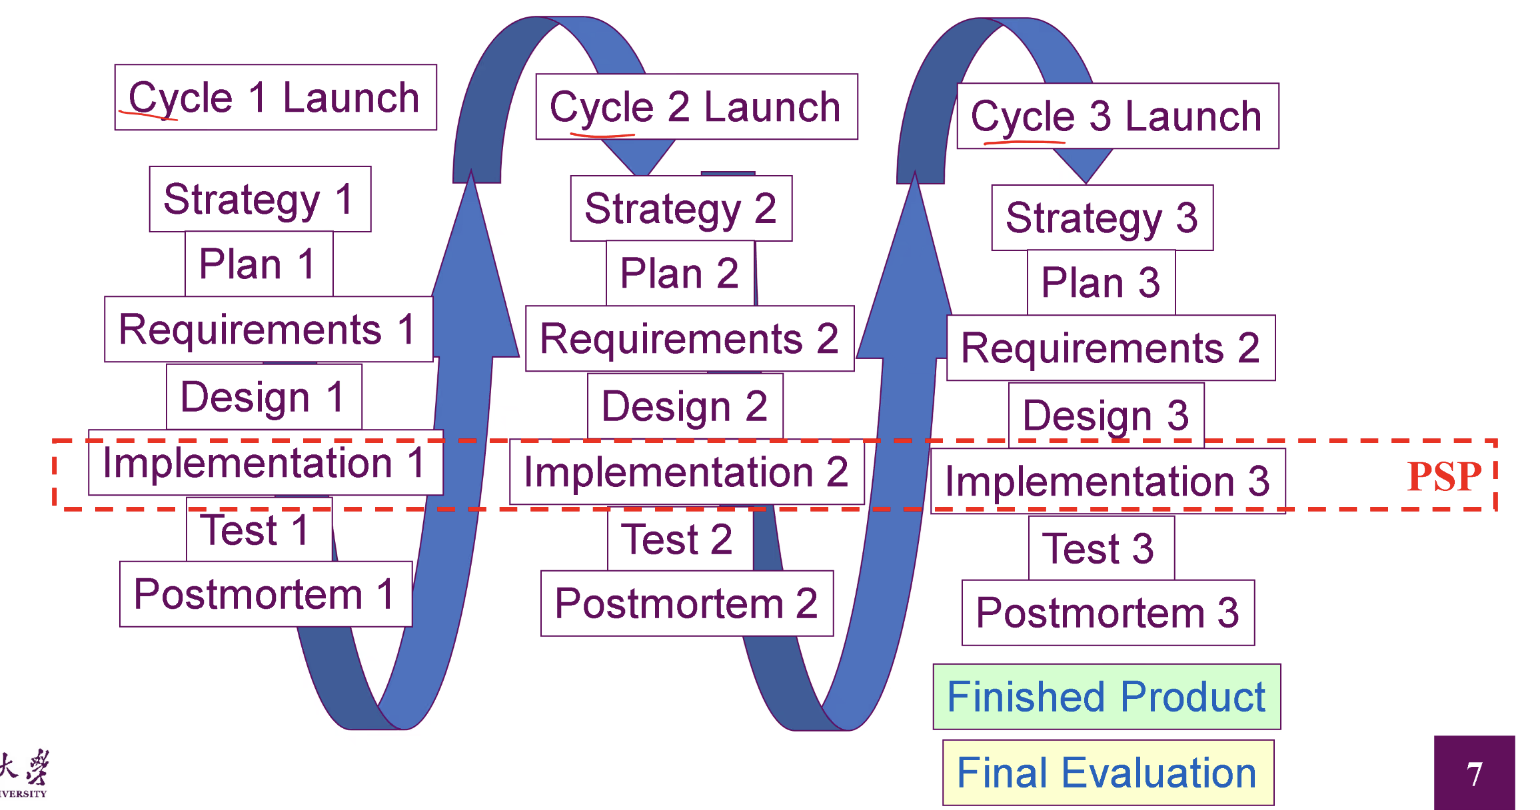 Cycle 1 Launch
Strategy 1
Plan 1
Requirements 1
Design 1
Implementation 1
Test 1
Postmortem 1
Cycle 2 Launch
Strategy 2
Plan 2
Requirements 2
Design 2
Implementation 2
Test 2
Postmortem 2
Cycle 3 Launch
Strategy 3
Plan 3
Requirements 2
Design 3
Implementation 3
Test 3
Postmortem 3
Finished Product
Final Evaluation
PSP
大学
7